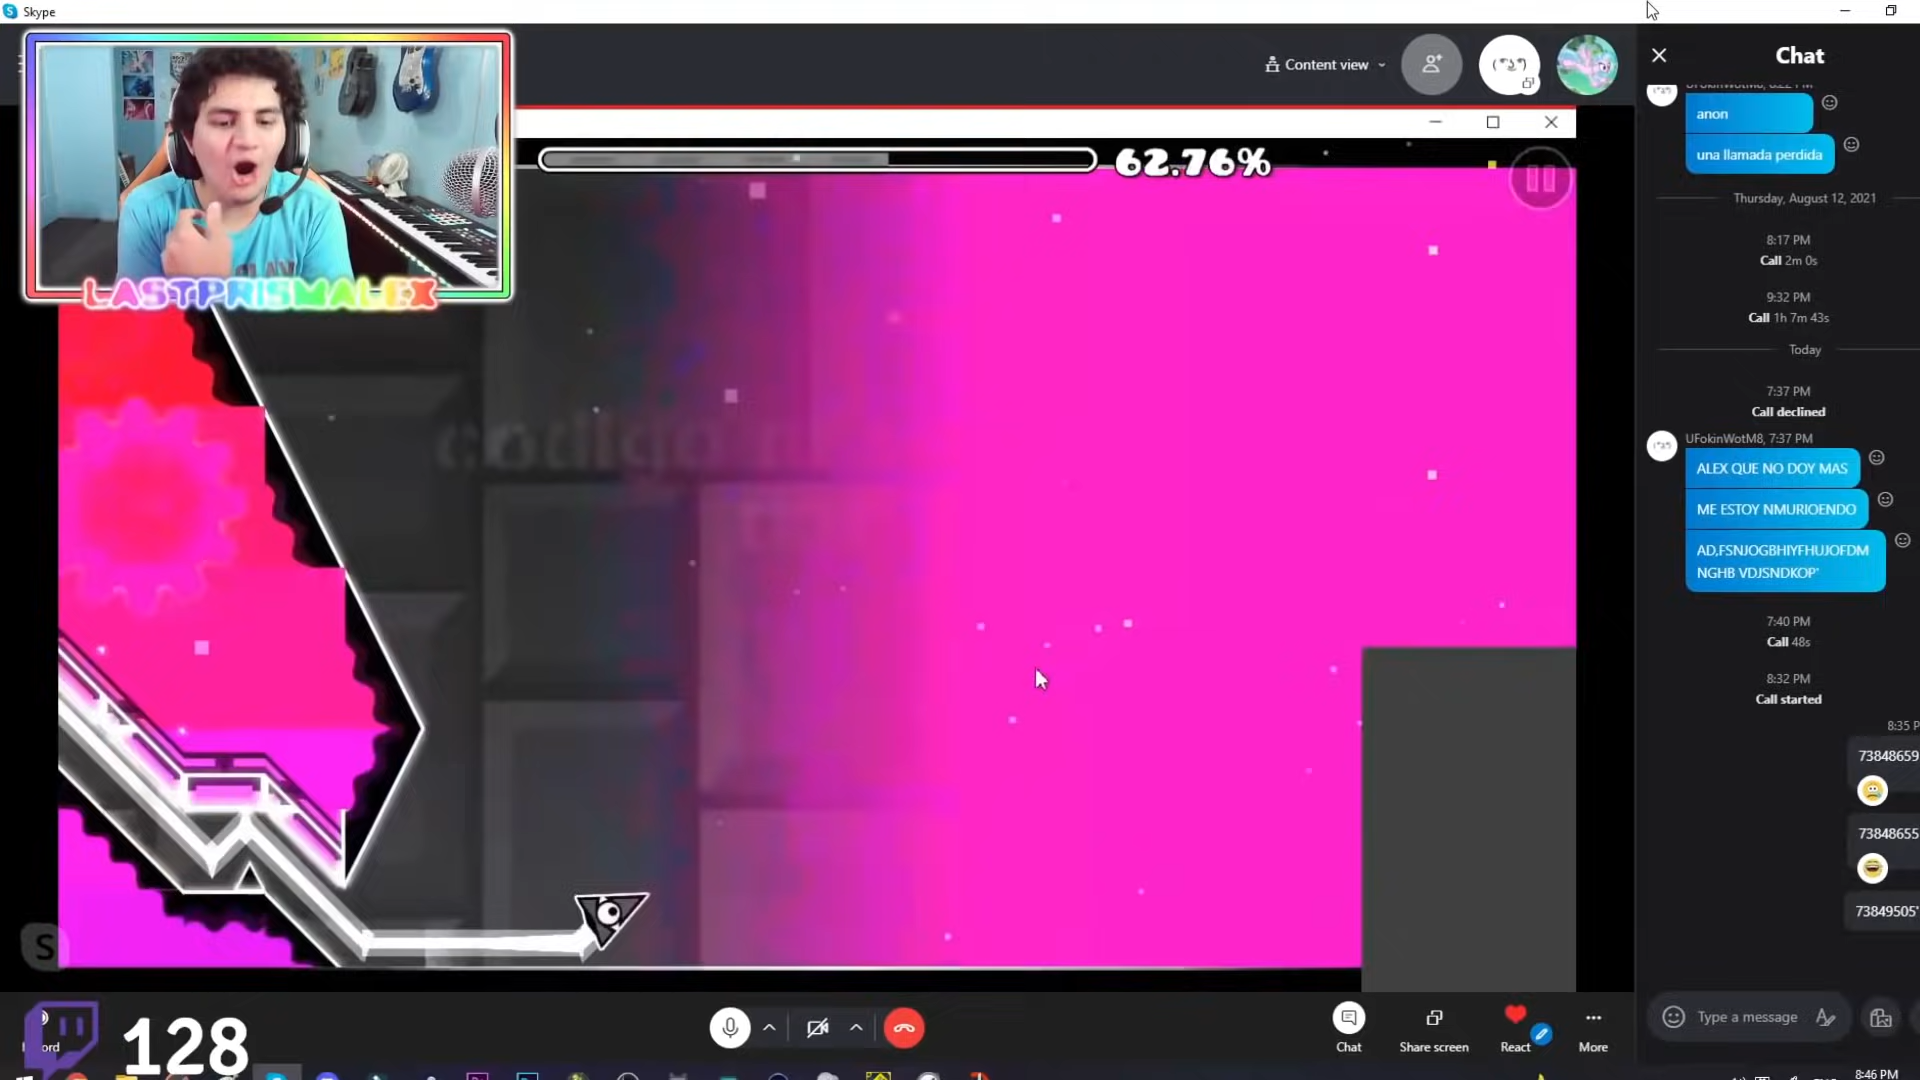 Skype
Content view
Chat
anon
una llamada perdida
Thursday, August 12, 2021
8:17 PM
Call 2m 0s
9:32 PM
Call 1h 7m 43s
Today
7:37 PM
Call declined
UFokinWotM8, 7:37 PM
ALEX QUE NO DOY MAS
ME ESTOY NMURIOENDO
AD,FSNJOGBHIYFHUJOFDM
NGHB VDJSNDKOP'
7:40 PM
Call 48s
8:32 PM
Call started
8:35 P
73848659
73848655
73849505'
62.76%
LASTPRISMALEX
S
128
Chat
Share screen
React
More
Type a message
8:46 PM